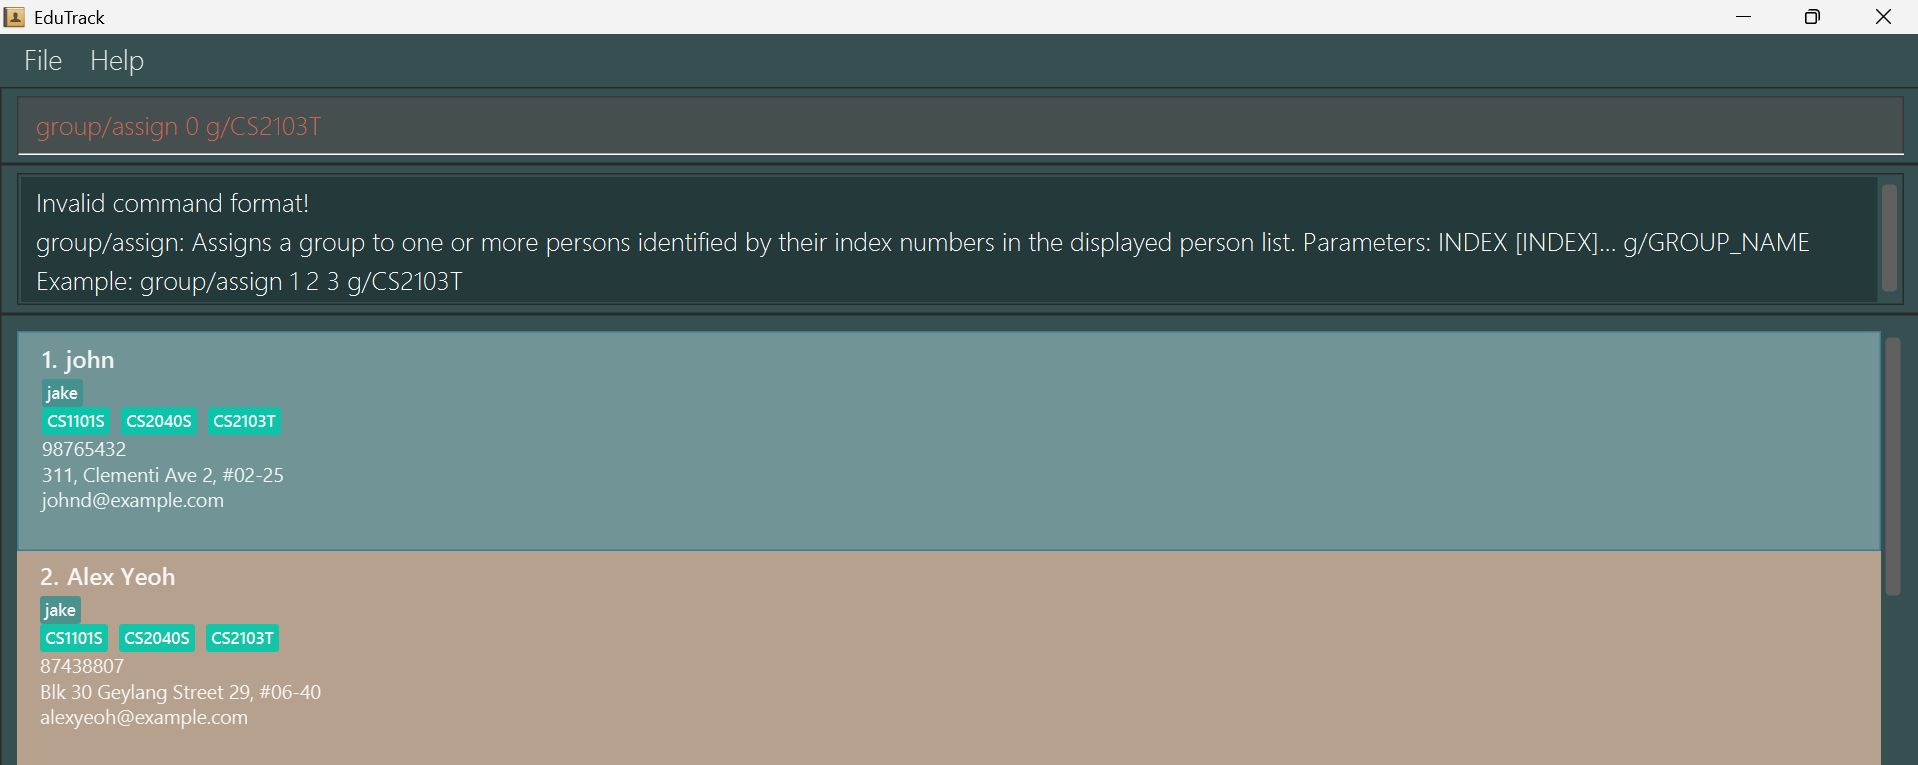 EduTrack
File Help
group/assign 0 g/CS2103T
Invalid command format!
group/assign: Assigns a group to one or more persons identified by their index numbers in the displayed person list. Parameters: INDEX [INDEX]... g/GROUP_NAME
Example: group/assign 1 2 3 g/CS2103T
1. john
jake
CS1101S CS2040S CS2103T
98765432
311, Clementi Ave 2, #02-25
johnd@example.com
2. Alex Yeoh
jake
CS1101S CS2040S CS2103T
87438807
Blk 30 Geylang Street 29, #06-40
alexyeoh@example.com